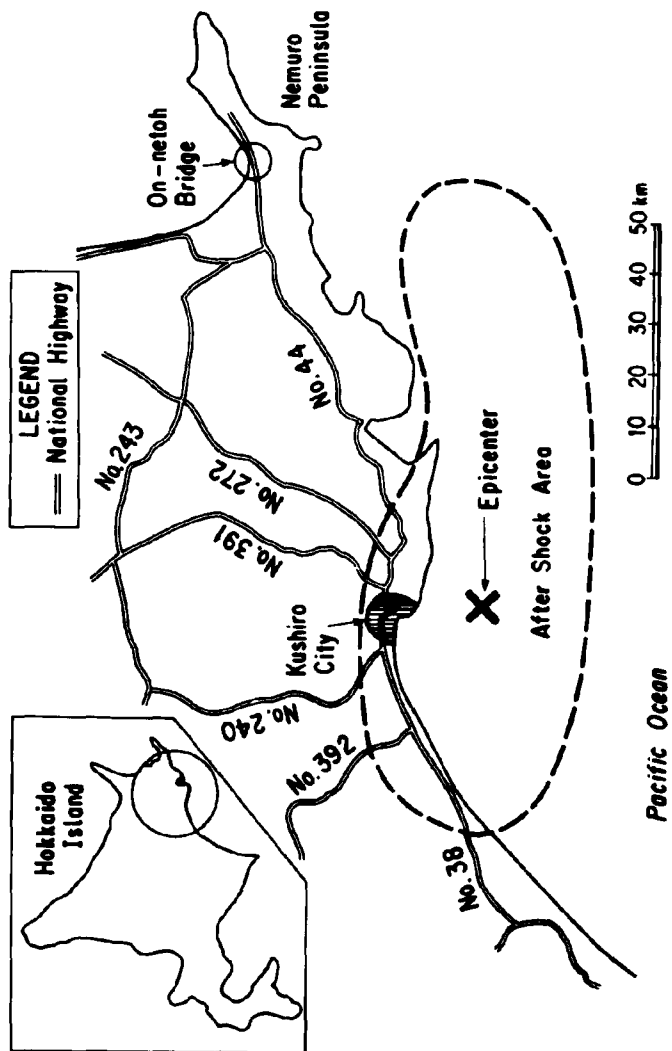 Hokkaido
Island
LEGEND
National Highway
No.243
No.272
No.391
No.240
No.392
No.38
No.44
Kushiro
City
On-netoh
Bridge
Nemuro
Peninsula
Epicenter
After Shock Area
Pacific Ocean
0 10 20 30 40 50 km